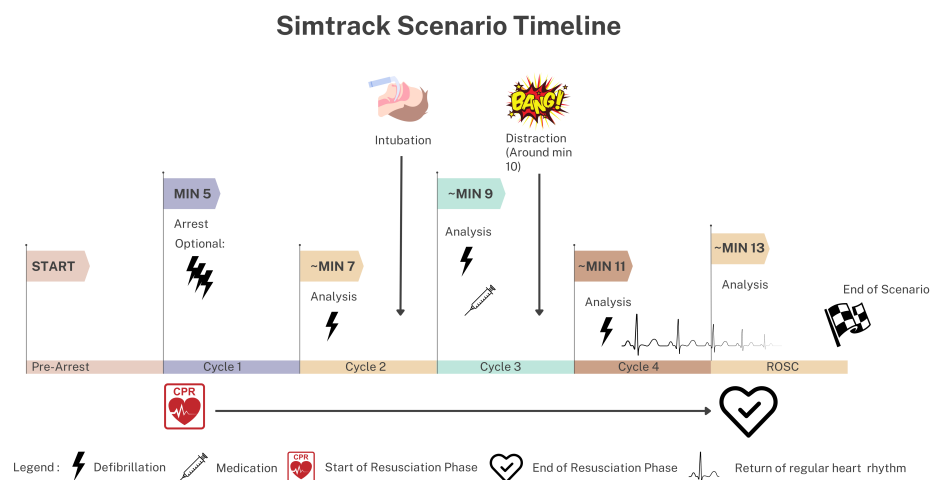 Simtrack Scenario Timeline
BANG!
Intubation
Distraction
(Around min
10)
MIN 5
~MIN 9
Arrest
Optional:
Analysis
START
~MIN 7
~MIN 11
~MIN 13
Analysis
Analysis
Analysis
End of Scenario
Pre-Arrest
Cycle 1
Cycle 2
Cycle 3
Cycle 4
ROSC
CPR
Legend :
Defibrillation
Medication
CPR
Start of Resusciation Phase
End of Resusciation Phase
Return of regular heart rhythm